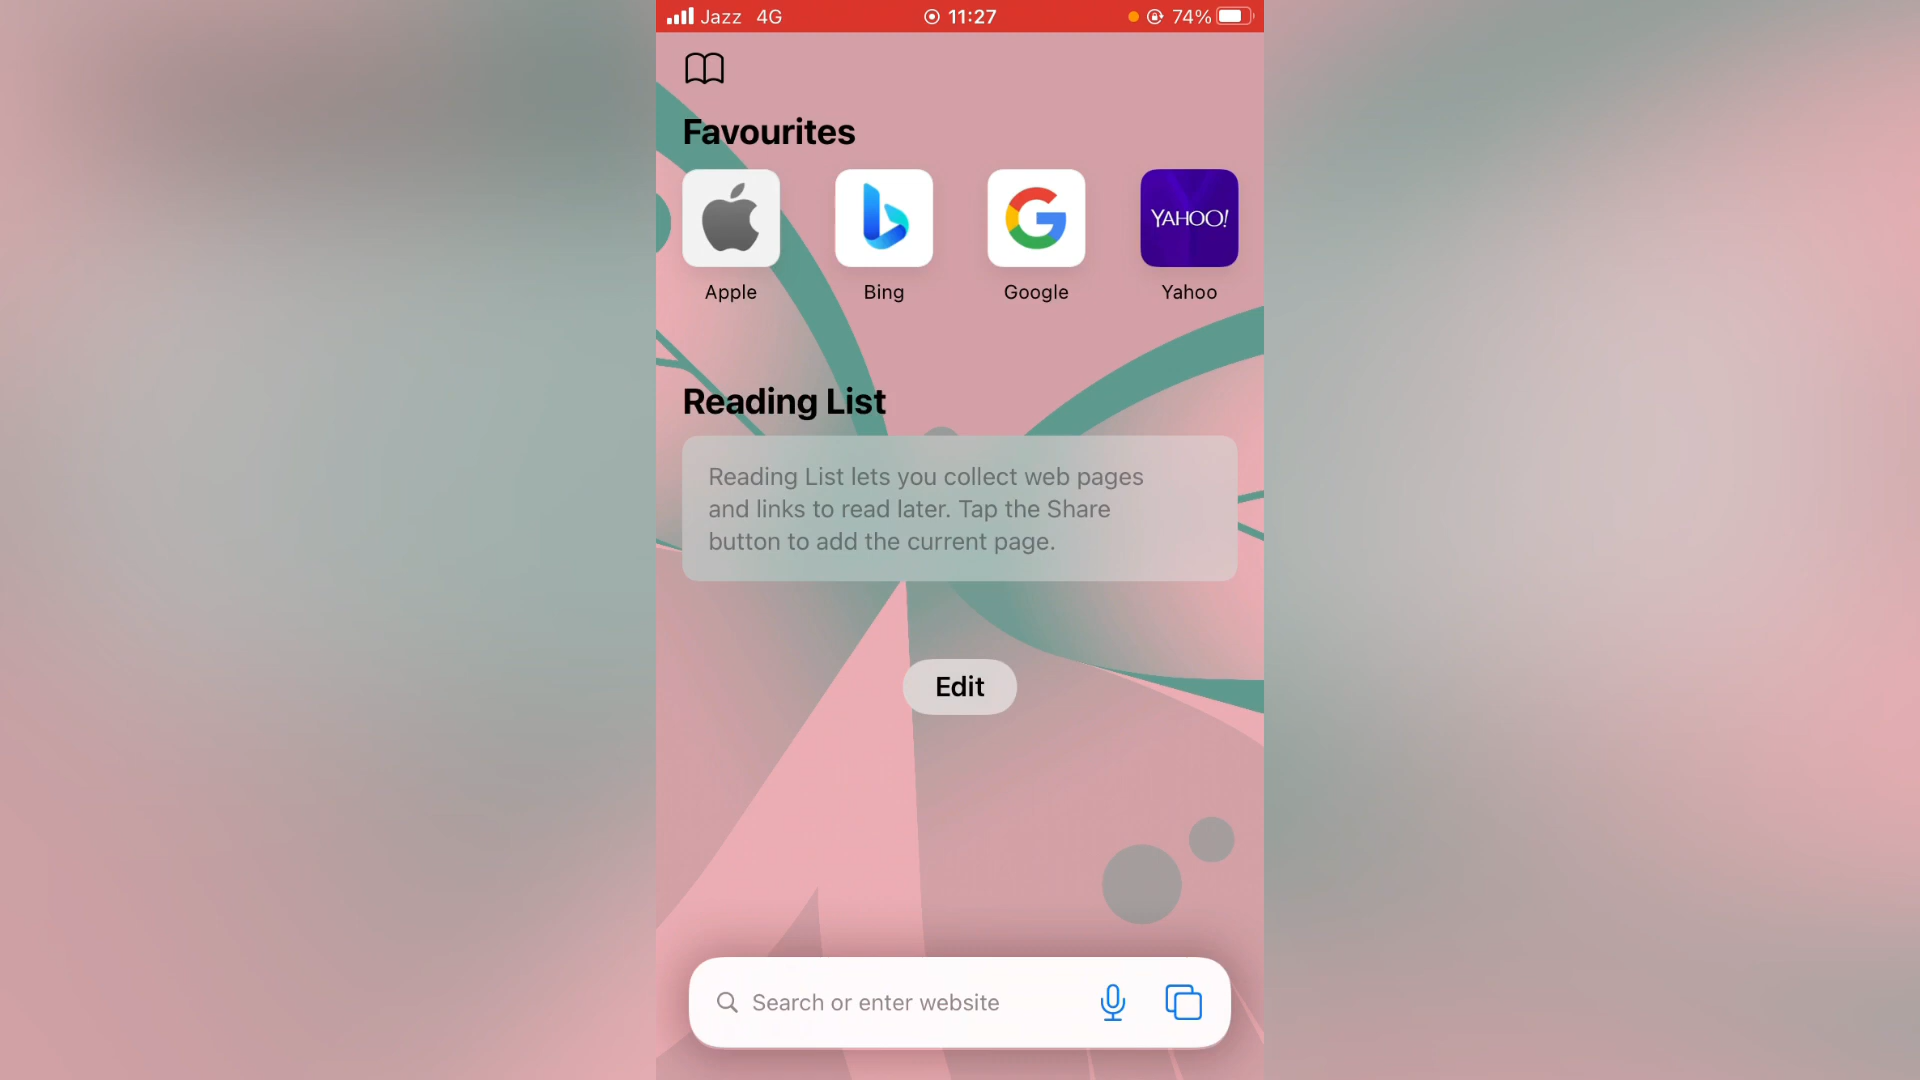 Jazz 4G 11:27 74%
Favourites
YAHOO!
Apple Bing Google Yahoo
Reading List
Reading List lets you collect web pages
and links to read later. Tap the Share
button to add the current page.
Edit
Search or enter website